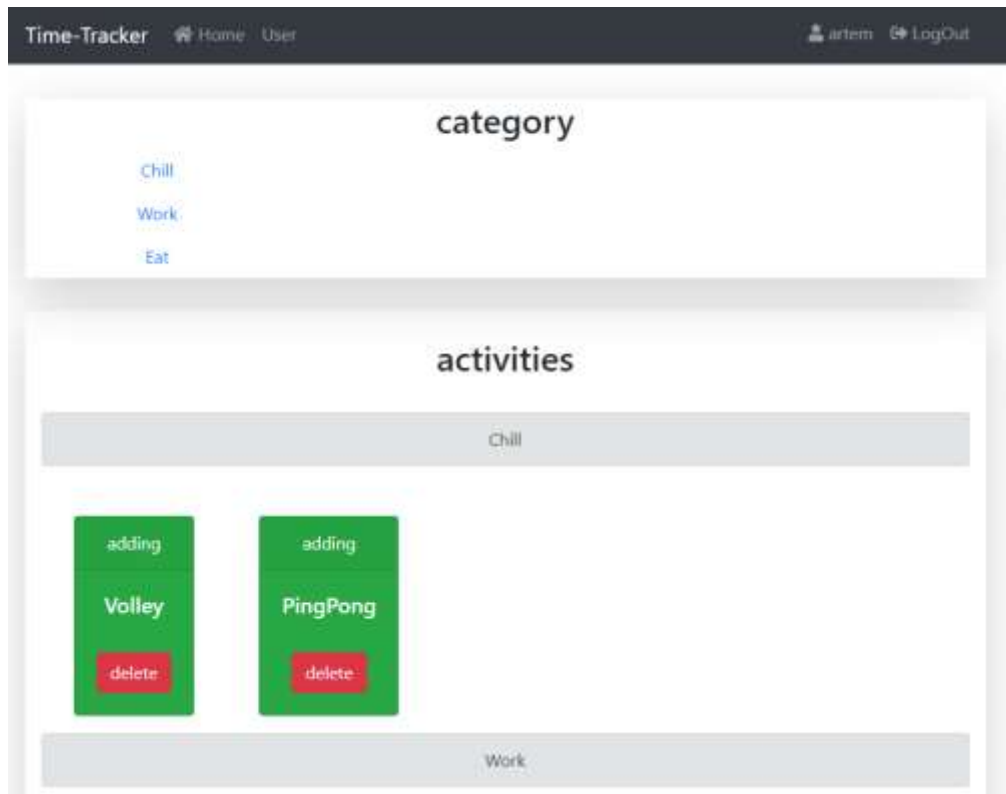 Time-Tracker Home User artem LogOut
category
Chill
Work
Eat
activities
Chill
adding adding
Volley PingPong
delete delete
Work